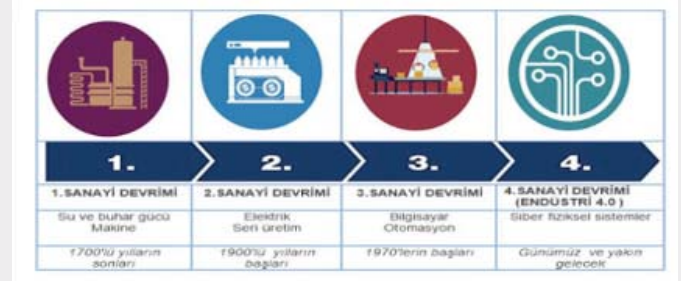 1. 2. 3. 4.
1.SANAYİ DEVRİMİ
2.SANAYİ DEVRİMİ
3.SANAYİ DEVRİMİ
4.SANAYİ DEVRİMİ
(ENDÜSTRİ 4.0 )
Su ve buhar gücü
Makine
Elektrik
Seri üretim
Bilgisayar
Otomasyon
Siber fiziksel sistemler
1700'lü yılların
sonları
1900'lü yılların
başları
1970'lerin başları
Günümüz ve yakın
gelecek